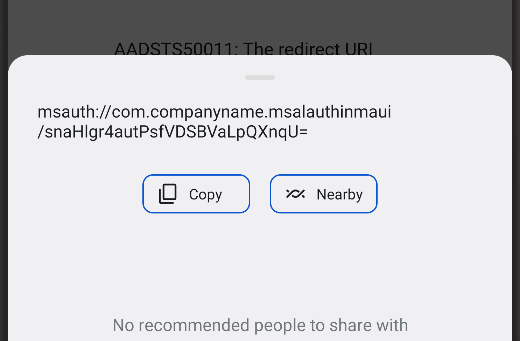 AADSTS50011: The redirect URI
msauth://com.companyname.msalauthinmaui
/snaHlgr4autPsfVDSBVaLpQXnqU=
Copy
Nearby
No recommended people to share with